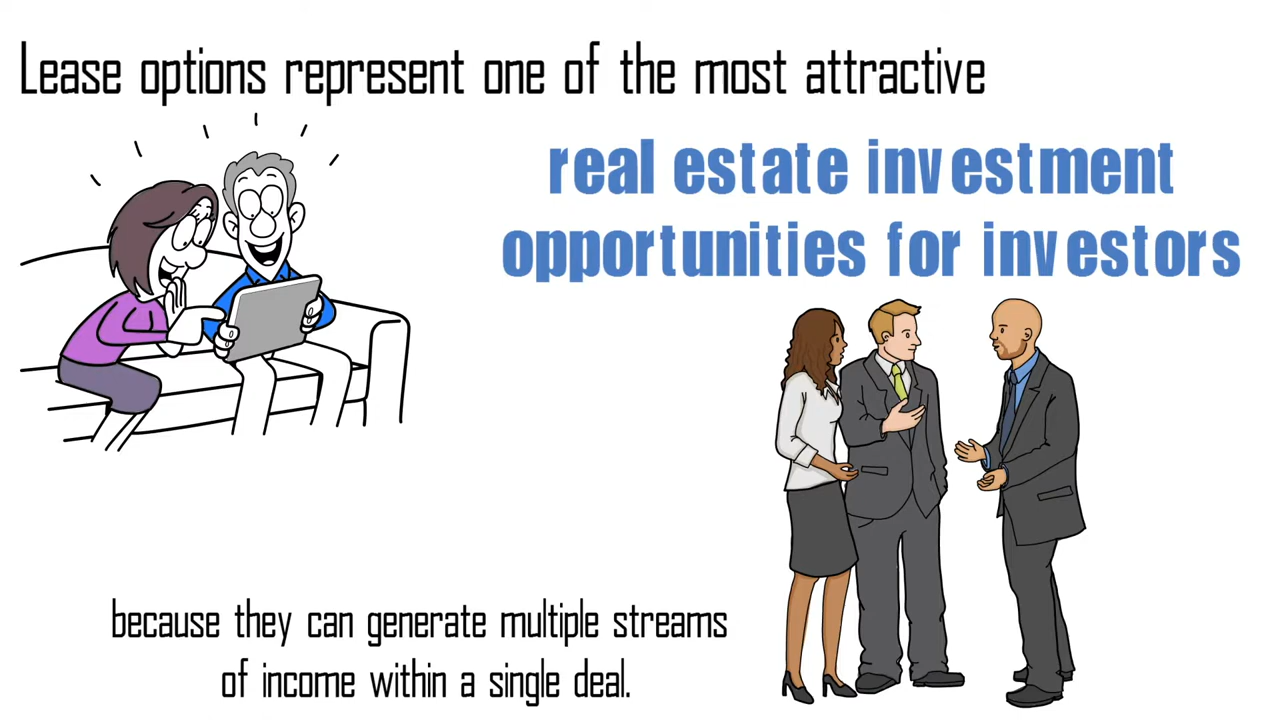 Lease options represent one of the most attractive
real estate investment
opportunities for investors
because they can generate multiple streams
of income within a single deal.